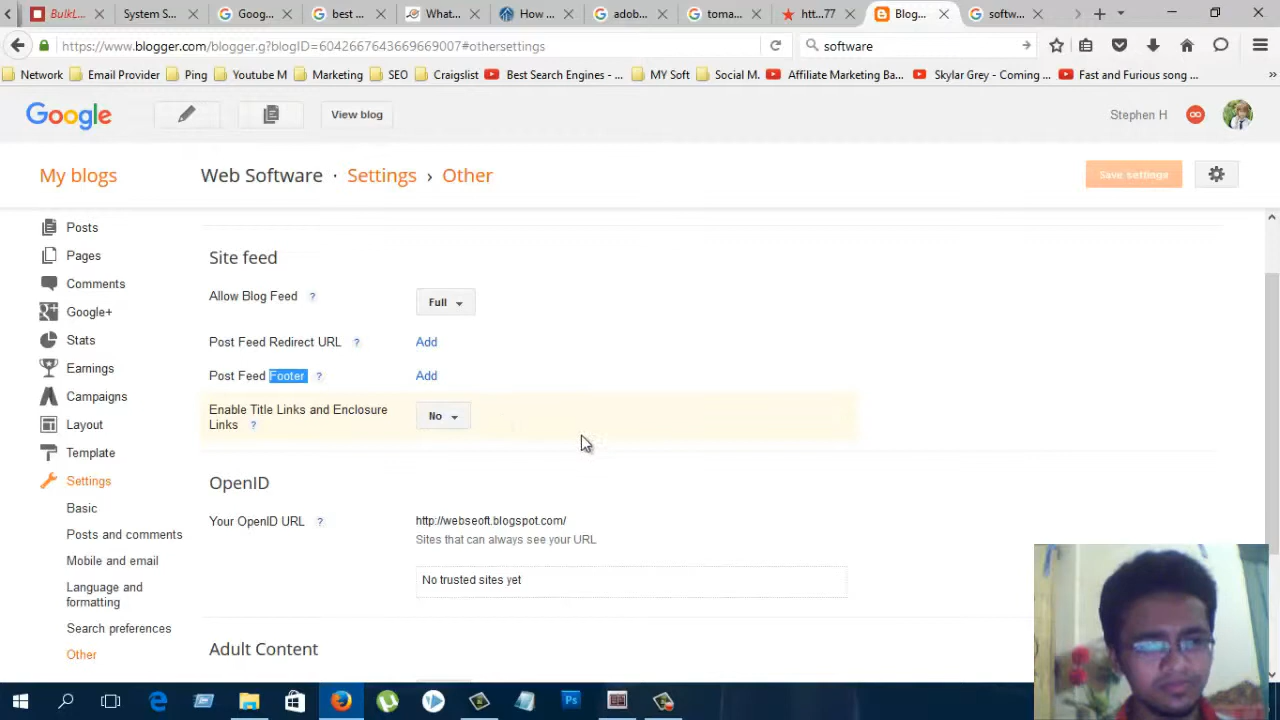 BulkL...
System S...
Goog...
best ...
What...
How ...
adob...
toma...
htt...77
Blog...
softw...
https://www.blogger.com/blogger.g?blogID=6042667643669669007#othersettings
software
Network
Email Provider
Ping
Youtube M
Marketing
SEO
Craigslist
Best Search Engines - ...
MY Soft
Social M.
Affiliate Marketing Ba...
Skylar Grey - Coming ...
Fast and Furious song ...
Google
View blog
Stephen H
My blogs
Web Software · Settings › Other
Save settings
Posts
Pages
Comments
Google+
Stats
Earnings
Campaigns
Layout
Template
Settings
Basic
Posts and comments
Mobile and email
Language and
formatting
Search preferences
Other
Site feed
Allow Blog Feed ?
Full
Post Feed Redirect URL ?
Add
Post Feed Footer ?
Add
Enable Title Links and Enclosure
Links ?
No
OpenID
Your OpenID URL ?
http://webseoft.blogspot.com/
Sites that can always see your URL
No trusted sites yet
Adult Content
Ps